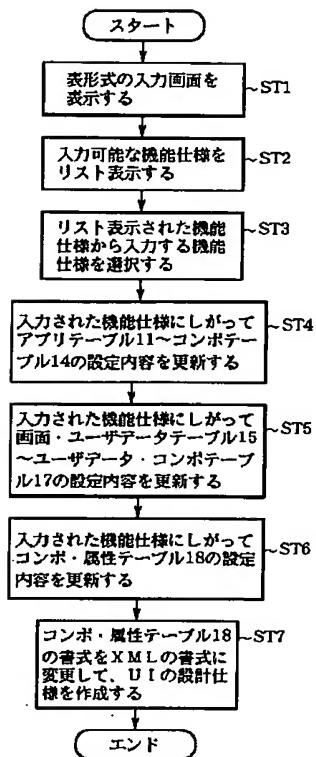 スタート
表形式の入力画面を
表示する
~ST1
入力可能な機能仕様を
リスト表示する
~ST2
リスト表示された機能
仕様から入力する機能
仕様を選択する
~ST3
入力された機能仕様にしがって
アプリテーブル11~コンポテー
ブル14の設定内容を更新する
~ST4
入力された機能仕様にしがって
画面・ユーザデータテーブル15
~ユーザデータ・コンポテーブ
ル17の設定内容を更新する
~ST5
入力された機能仕様にしがって
コンポ・属性テーブル18の設定
内容を更新する
~ST6
コンポ・属性テーブル18
の書式をXMLの書式に
変更して、UIの設計仕
様を作成する
~ST7
エンド